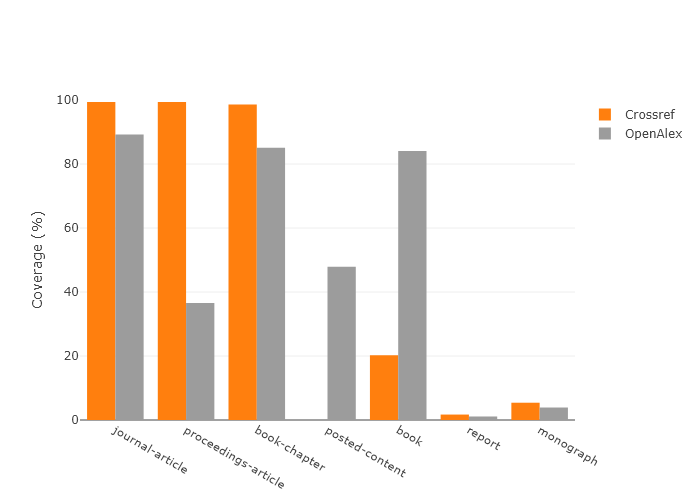 100
80
60
40
20
0
Coverage (%)
journal-article
proceedings-article
book-chapter
posted-content
book
report
monograph
Crossref
OpenAlex